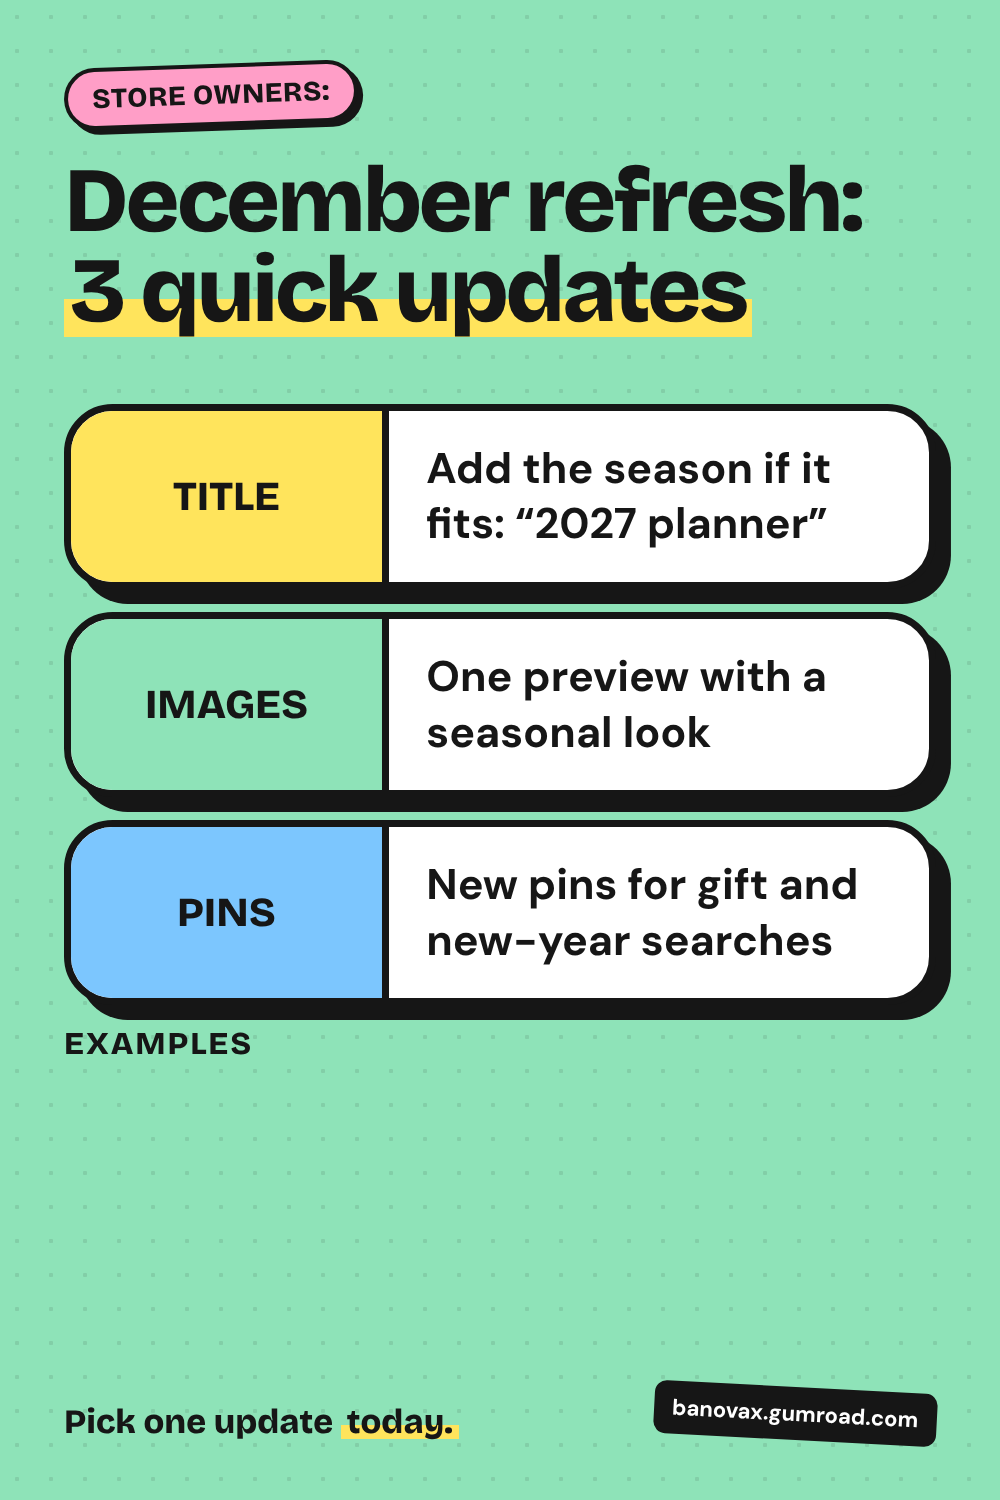 STORE OWNERS:
December refresh:
3 quick updates
TITLE
Add the season if it
fits: “2027 planner”
IMAGES
One preview with a
seasonal look
PINS
New pins for gift and
new-year searches
EXAMPLES
Pick one update today.
banovax.gumroad.com